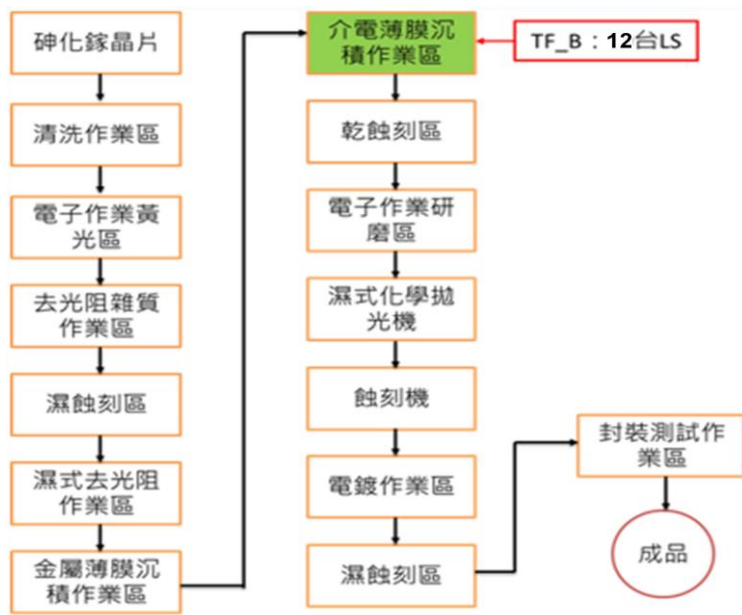 砷化鎵晶片
清洗作業區
電子作業黃
光區
去光阻雜質
作業區
濕蝕刻區
濕式去光阻
作業區
金屬薄膜沉
積作業區
介電薄膜沉
積作業區
TF_B：12台LS
乾蝕刻區
電子作業研
磨區
濕式化學拋
光機
蝕刻機
電鍍作業區
濕蝕刻區
封裝測試作
業區
成品